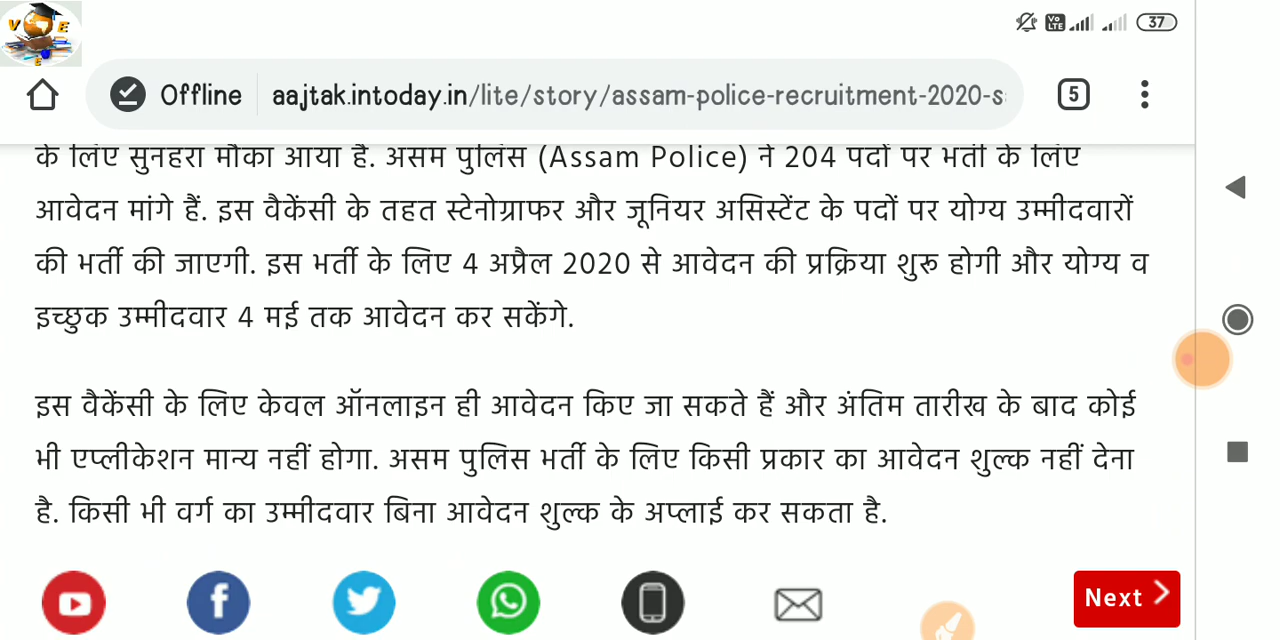 V E
E
Vo LTE 37
Offline aajtak.intoday.in/lite/story/assam-police-recruitment-2020-s
5
के लिए सुनहरा मौका आया है. असम पुलिस (Assam Police) ने 204 पदों पर भर्ती के लिए
आवेदन मांगे हैं. इस वैकेंसी के तहत स्टेनोग्राफर और जूनियर असिस्टेंट के पदों पर योग्य उम्मीदवारों
की भर्ती की जाएगी. इस भर्ती के लिए 4 अप्रैल 2020 से आवेदन की प्रक्रिया शुरू होगी और योग्य व
इच्छुक उम्मीदवार 4 मई तक आवेदन कर सकेंगे.
इस वैकेंसी के लिए केवल ऑनलाइन ही आवेदन किए जा सकते हैं और अंतिम तारीख के बाद कोई
भी एप्लीकेशन मान्य नहीं होगा. असम पुलिस भर्ती के लिए किसी प्रकार का आवेदन शुल्क नहीं देना
है. किसी भी वर्ग का उम्मीदवार बिना आवेदन शुल्क के अप्लाई कर सकता है.
Next